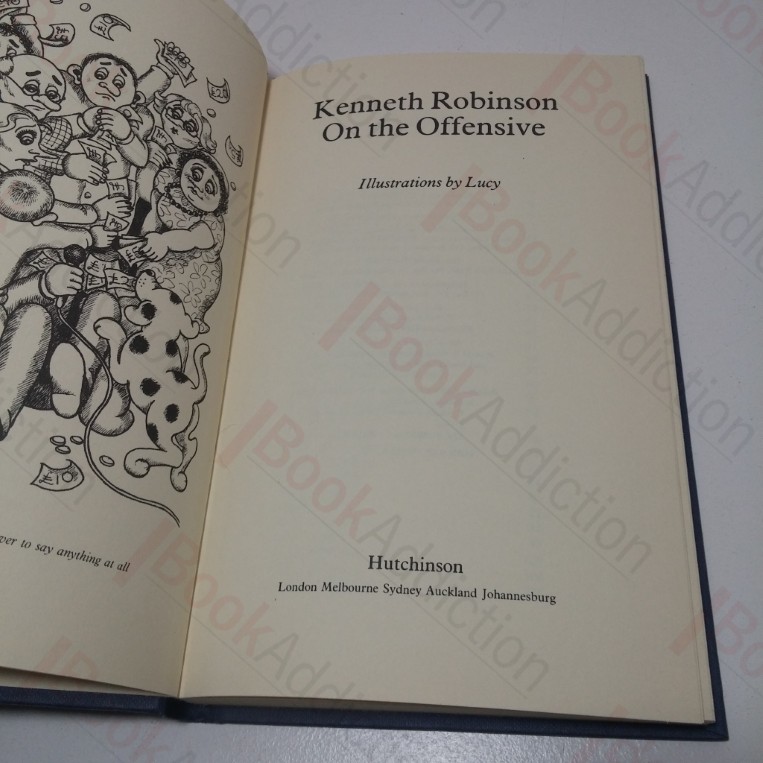 ver to say anything at all
Kenneth Robinson
On the Offensive
Illustrations by Lucy
Hutchinson
London Melbourne Sydney Auckland Johannesburg
BookAddiction
BookAddiction
BookAddiction
BookAddiction
BookAddiction